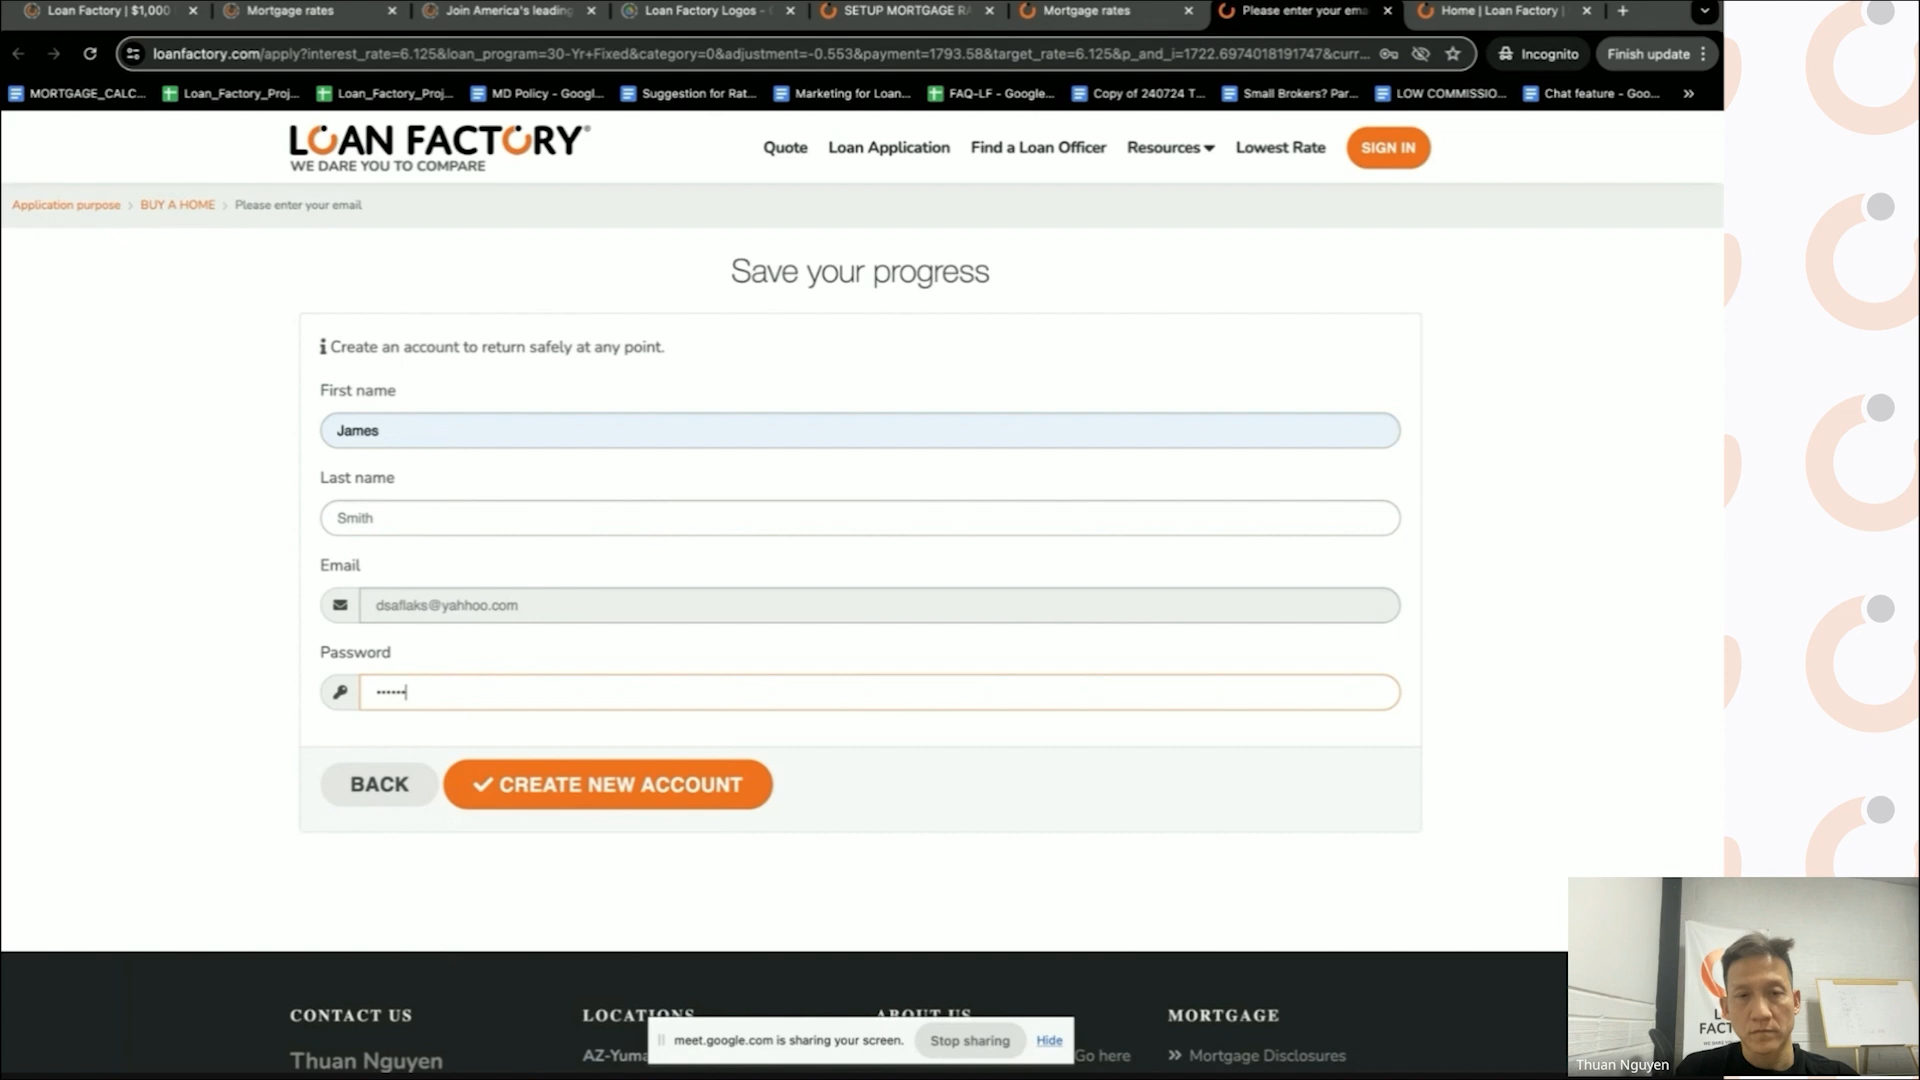 Loan Factory | $1,000
Mortgage rates
Join America's leading
Loan Factory Logos -
SETUP MORTGAGE RA
Mortgage rates
Please enter your ema
Home | Loan Factory |
loanfactory.com/apply?interest_rate=6.125&loan_program=30-Yr+Fixed&category=0&adjustment=-0.553&payment=1793.58&target_rate=6.125&p_and_i=1722.6974018191747&curr...
Incognito
Finish update
MORTGAGE_CALC...
Loan_Factory_Proj...
Loan_Factory_Proj...
MD Policy - Googl...
Suggestion for Rat...
Marketing for Loan...
FAQ-LF - Google...
Copy of 240724 T...
Small Brokers? Par...
LOW COMMISSIO...
Chat feature - Goo...
»
LOAN FACTORY®
WE DARE YOU TO COMPARE
Quote
Loan Application
Find a Loan Officer
Resources
Lowest Rate
SIGN IN
Application purpose > BUY A HOME > Please enter your email
Save your progress
Create an account to return safely at any point.
First name
James
Last name
Smith
Email
dsaflaks@yahhoo.com
Password
••••••
BACK
CREATE NEW ACCOUNT
CONTACT US
LOCATIONS
ABOUT US
MORTGAGE
Thuan Nguyen
AZ-Yuma
Go here
» Mortgage Disclosures
meet.google.com is sharing your screen.
Stop sharing
Hide
FACT
Thuan Nguyen